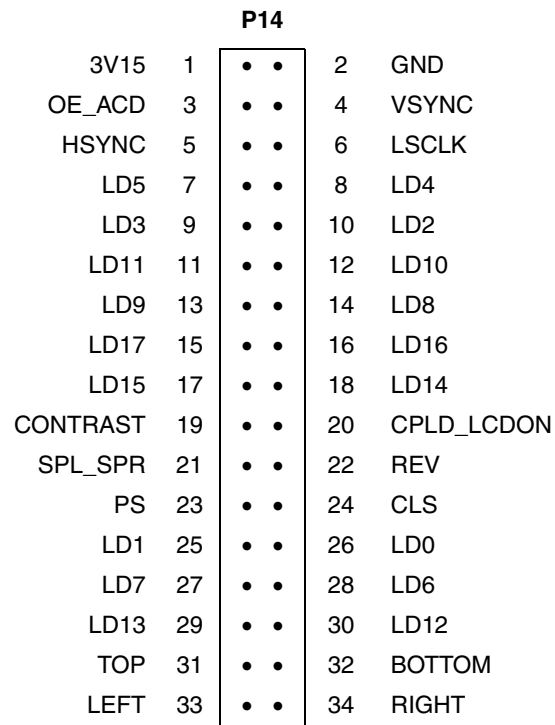 P14
3V15 1 2 GND
OE_ACD 3 4 VSYNC
HSYNC 5 6 LSCLK
LD5 7 8 LD4
LD3 9 10 LD2
LD11 11 12 LD10
LD9 13 14 LD8
LD17 15 16 LD16
LD15 17 18 LD14
CONTRAST 19 20 CPLD_LCDON
SPL_SPR 21 22 REV
PS 23 24 CLS
LD1 25 26 LD0
LD7 27 28 LD6
LD13 29 30 LD12
TOP 31 32 BOTTOM
LEFT 33 34 RIGHT